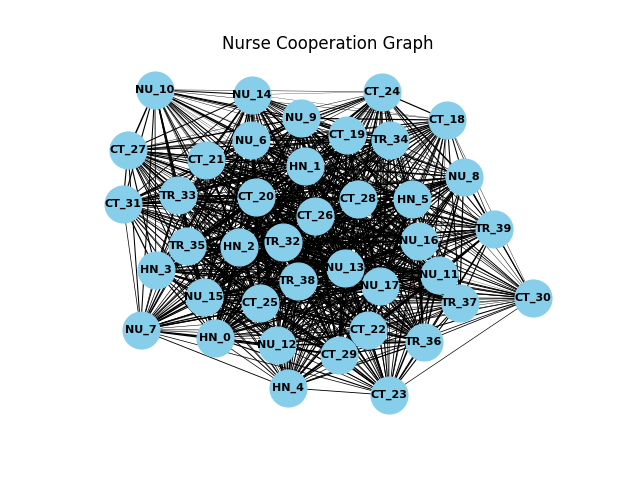 Nurse Cooperation Graph
NU_10
NU_14
CT_24
NU_9
CT_18
CT_19
NU_6
TR_34
CT_27
CT_21
HN_1
NU_8
TR_33
CT_20
CT_28
HN_5
CT_31
CT_26
TR_39
TR_35
HN_2
TR_32
NU_16
HN_3
NU_13
NU_11
TR_38
NU_17
NU_15
CT_25
TR_37
CT_30
NU_7
HN_0
CT_22
NU_12
TR_36
CT_29
HN_4
CT_23